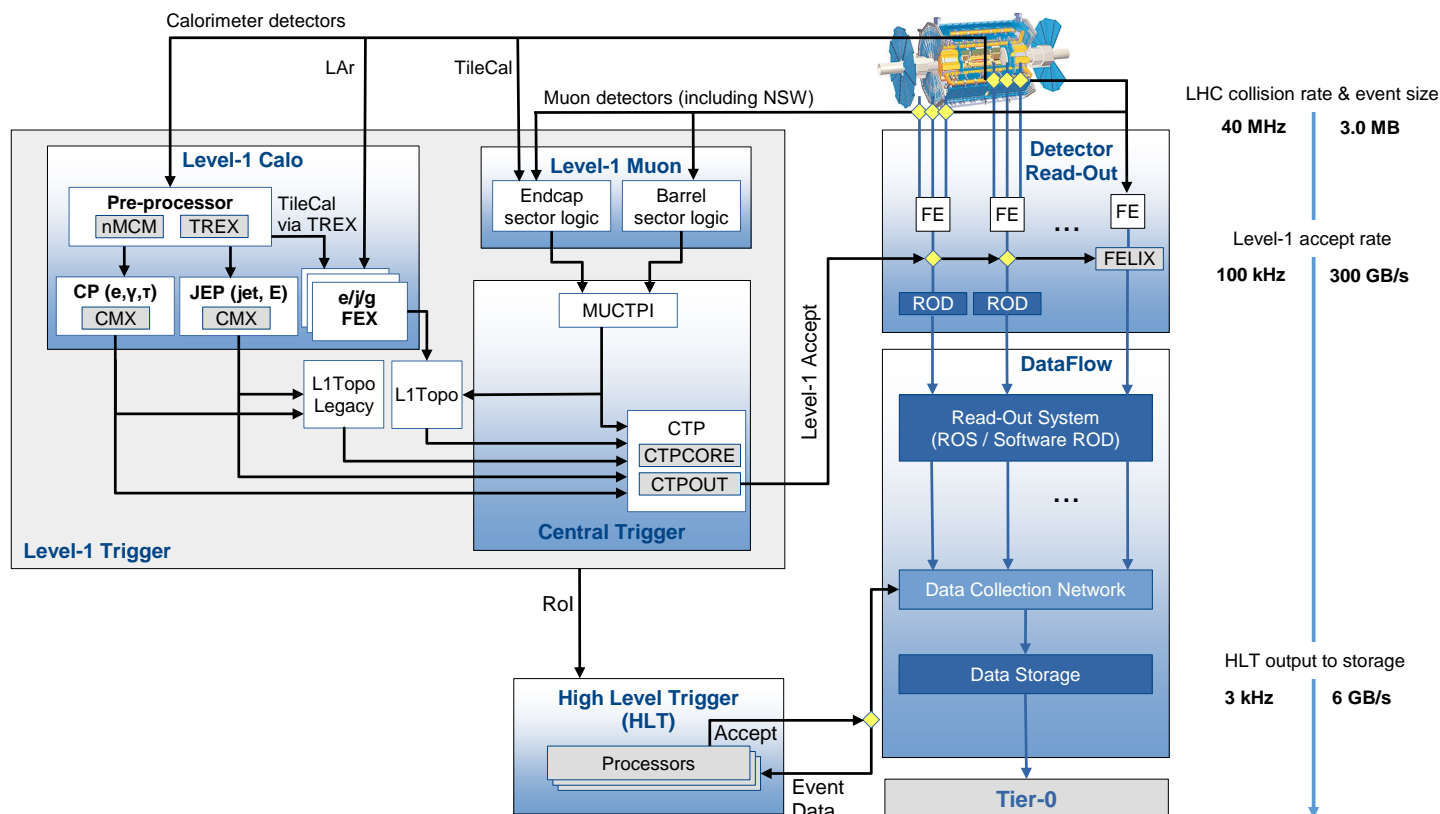 Calorimeter detectors
LAr
TileCal
Muon detectors (including NSW)
LHC collision rate & event size
40 MHz
3.0 MB
Level-1 Calo
Pre-processor
nMCM
TREX
TileCal
via TREX
CP (e,γ,τ)
CMX
JEP (jet, E)
CMX
e/j/g
FEX
Level-1 Muon
Endcap
sector logic
Barrel
sector logic
Detector
Read-Out
FE
FE
FE
...
FELIX
ROD
ROD
Level-1 accept rate
100 kHz
300 GB/s
MUCTPI
L1Topo
Legacy
L1Topo
CTP
CTPCORE
CTPOUT
Central Trigger
Level-1 Trigger
Level-1 Accept
DataFlow
Read-Out System
(ROS / Software ROD)
...
Data Collection Network
Data Storage
RoI
High Level Trigger
(HLT)
Accept
Processors
Event
Data
HLT output to storage
3 kHz
6 GB/s
Tier-0